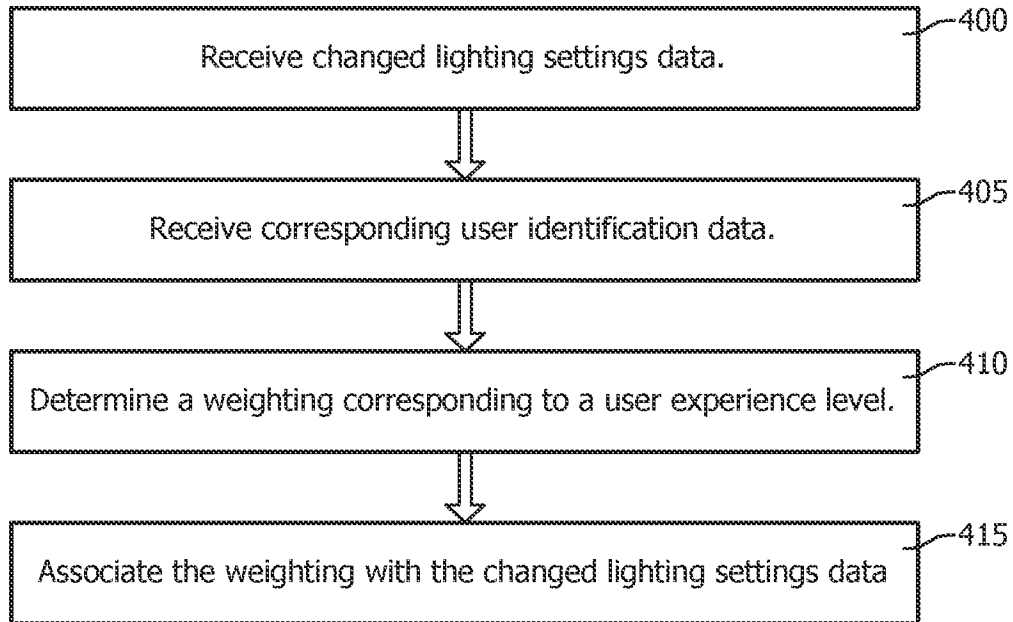 400
Receive changed lighting settings data.
405
Receive corresponding user identification data.
410
Determine a weighting corresponding to a user experience level.
415
Associate the weighting with the changed lighting settings data